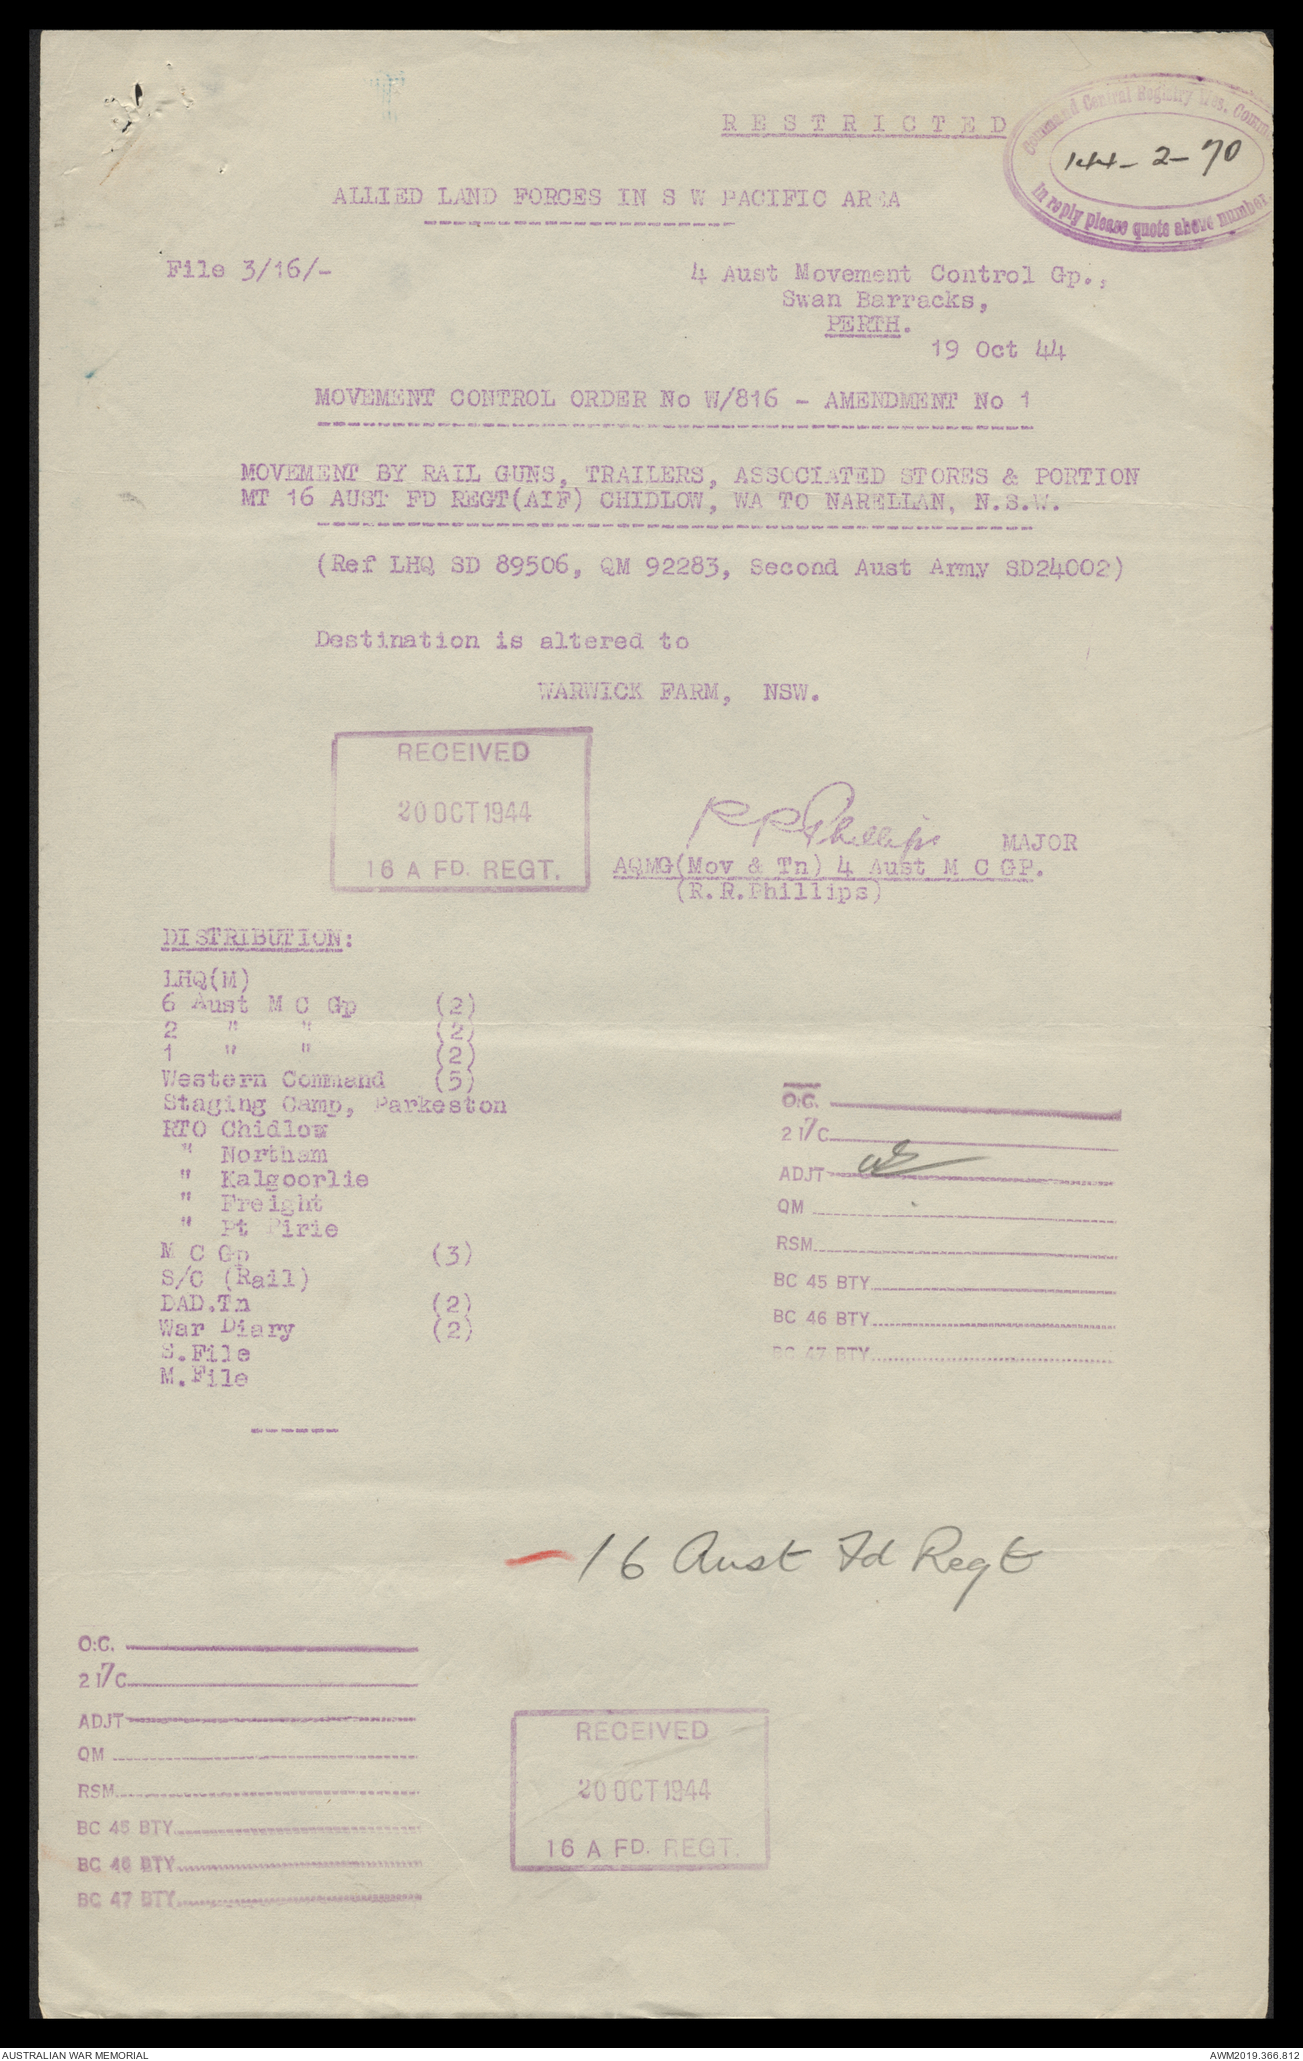 RESTRICTED
Command Central Registry Wes. Comm
144-2-70
In reply please quote above number
ALLIED LAND FORCES IN S W PACIFIC AREA
File 3/16/-
4 Aust Movement Control Gp.,
Swan Barracks,
PERTH.
19 Oct 44
MOVEMENT CONTROL ORDER No W/816 - AMENDMENT No 1
MOVEMENT BY RAIL GUNS, TRAILERS, ASSOCIATED STORES & PORTION
MT 16 AUST FD REGT(AIF) CHIDLOW, WA TO NARELLAN, N.S.W.
(Ref LHQ SD 89506, QM 92283, Second Aust Army SD24002)
Destination is altered to
WARWICK FARM, NSW.
RECEIVED
20 OCT 1944
16 A FD. REGT.
RR Phillips MAJOR
AQMG(Mov & Tn) 4 Aust M C GP.
(R.R.Phillips)
DISTRIBUTION:
LHQ(M)
6 Aust M C Gp (2)
2 " " (2)
1 " " (2)
Western Command (5)
Staging Camp, Parkeston
RTO Chidlow
" Northam
" Kalgoorlie
" Freight
" Pt Pirie
M C Gp (3)
S/C (Rail)
DAD.Tn (2)
War Diary (2)
S.File
M.File
O.C.
2 I/C
ADJT
QM
RSM
BC 45 BTY
BC 46 BTY
BC 47 BTY
- 16 Aust Fd Regt
O.C.
2 I/C
ADJT
QM
RSM
BC 45 BTY
BC 46 BTY
BC 47 BTY
RECEIVED
20 OCT 1944
16 A FD. REGT.
AUSTRALIAN WAR MEMORIAL
AWM2019.366.812